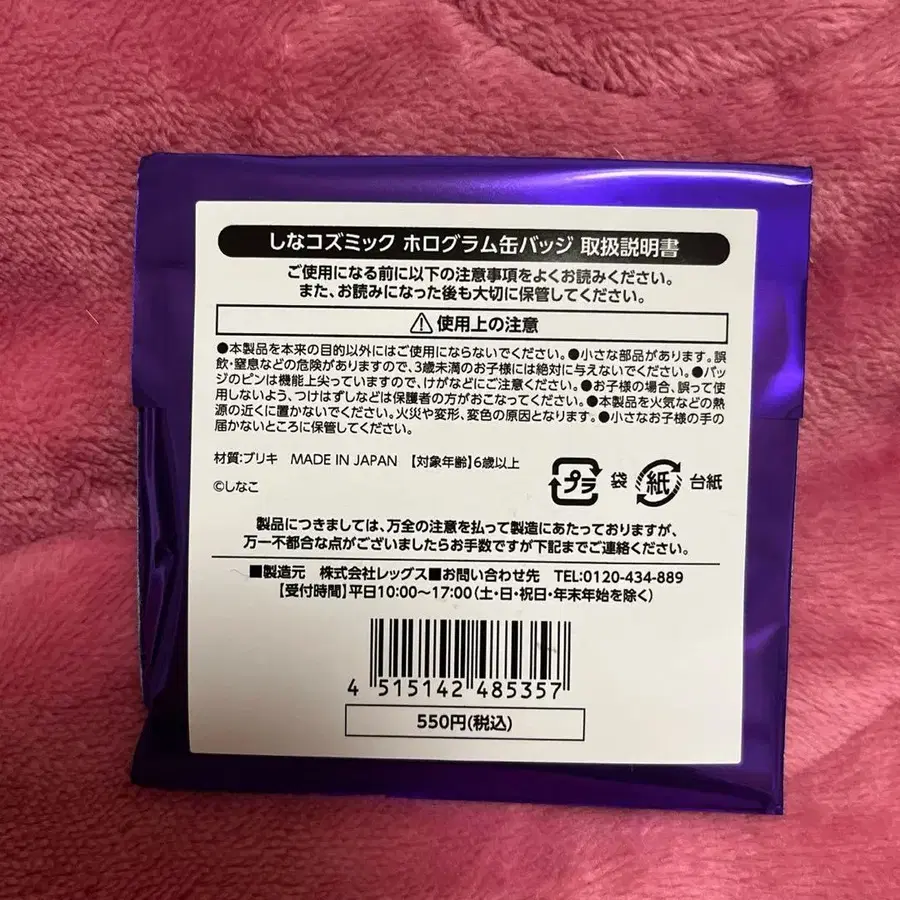 しなコズミック ホログラム缶バッジ 取扱説明書
ご使用になる前に以下の注意事項をよくお読みください。
また、お読みになった後も大切に保管してください。
⚠使用上の注意
●本製品を本来の目的以外にはご使用にならないでください。●小さな部品があります。誤
飲・窒息などの危険がありますので、3歳未満のお子様には絶対に与えないでください。●バッ
ジのピンは機能上尖っていますので、けがなどにご注意ください。●お子様の場合、誤って使
用しないよう、つけはずしなどは保護者の方がおこなってください。●本製品を火気などの熱
源の近くに置かないでください。火災や変形、変色の原因となります。●小さなお子様の手の
届かないところに保管してください。
材質:ブリキ MADE IN JAPAN 【対象年齢】6歳以上
©しなこ
プラ 袋 紙 台紙
製品につきましては、万全の注意を払って製造にあたっておりますが、
万一不都合な点がございましたらお手数ですが下記までご連絡ください。
■製造元 株式会社レッグス■お問い合わせ先 TEL:0120-434-889
【受付時間】平日10:00〜17:00(土・日・祝日・年末年始を除く)
4 515142 485357
550円(税込)